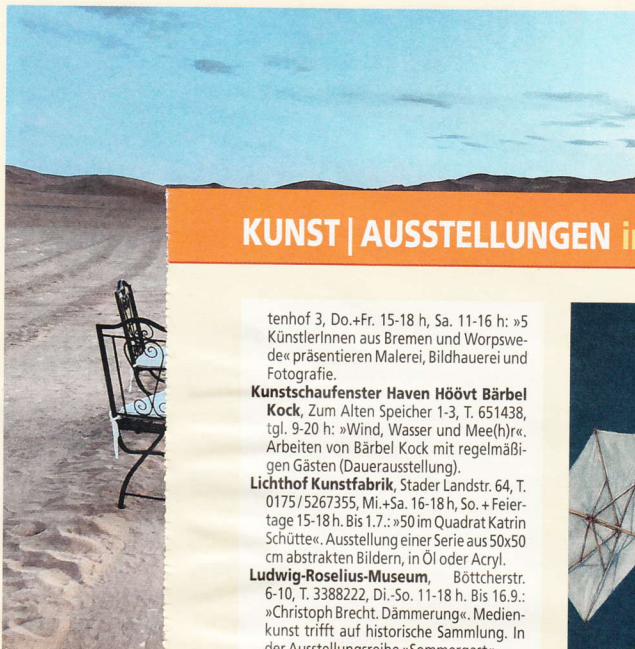 KUNST | AUSSTELLUNGEN
tenhof 3, Do.+Fr. 15-18 h, Sa. 11-16 h: »5
KünstlerInnen aus Bremen und Worpswe-
de« präsentieren Malerei, Bildhauerei und
Fotografie.
Kunstschaufenster Haven Höövt Bärbel
Kock, Zum Alten Speicher 1-3, T. 651438,
tgl. 9-20 h: »Wind, Wasser und Mee(h)r«.
Arbeiten von Bärbel Kock mit regelmäßi-
gen Gästen (Dauerausstellung).
Lichthof Kunstfabrik, Stader Landstr. 64, T.
0175/5267355, Mi.+Sa. 16-18 h, So. + Feier-
tage 15-18 h. Bis 1.7.: »50 im Quadrat Katrin
Schütte«. Ausstellung einer Serie aus 50x50
cm abstrakten Bildern, in Öl oder Acryl.
Ludwig-Roselius-Museum, Böttcherstr.
6-10, T. 3388222, Di.-So. 11-18 h. Bis 16.9.:
»Christoph Brecht. Dämmerung«. Medien-
kunst trifft auf historische Sammlung. In
der Ausstellungsreihe »Sommergast«